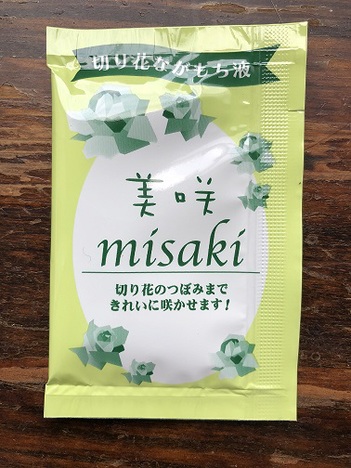 切り花ながもち液
美咲
misaki
切り花のつぼみまで
きれいに咲かせます!